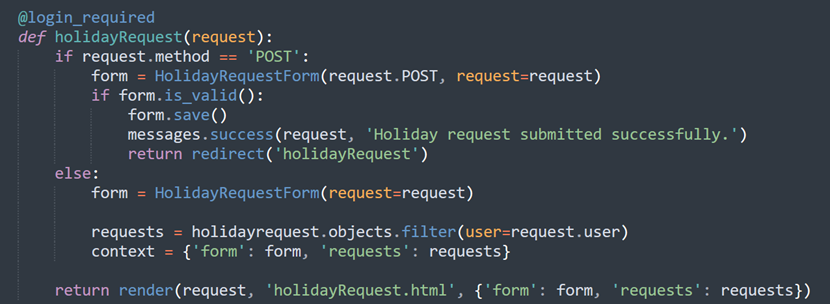 @login_required
def holidayRequest(request):
    if request.method == 'POST':
        form = HolidayRequestForm(request.POST, request=request)
        if form.is_valid():
            form.save()
            messages.success(request, 'Holiday request submitted successfully.')
            return redirect('holidayRequest')
    else:
        form = HolidayRequestForm(request=request)

        requests = holidayrequest.objects.filter(user=request.user)
        context = {'form': form, 'requests': requests}

    return render(request, 'holidayRequest.html', {'form': form, 'requests': requests})